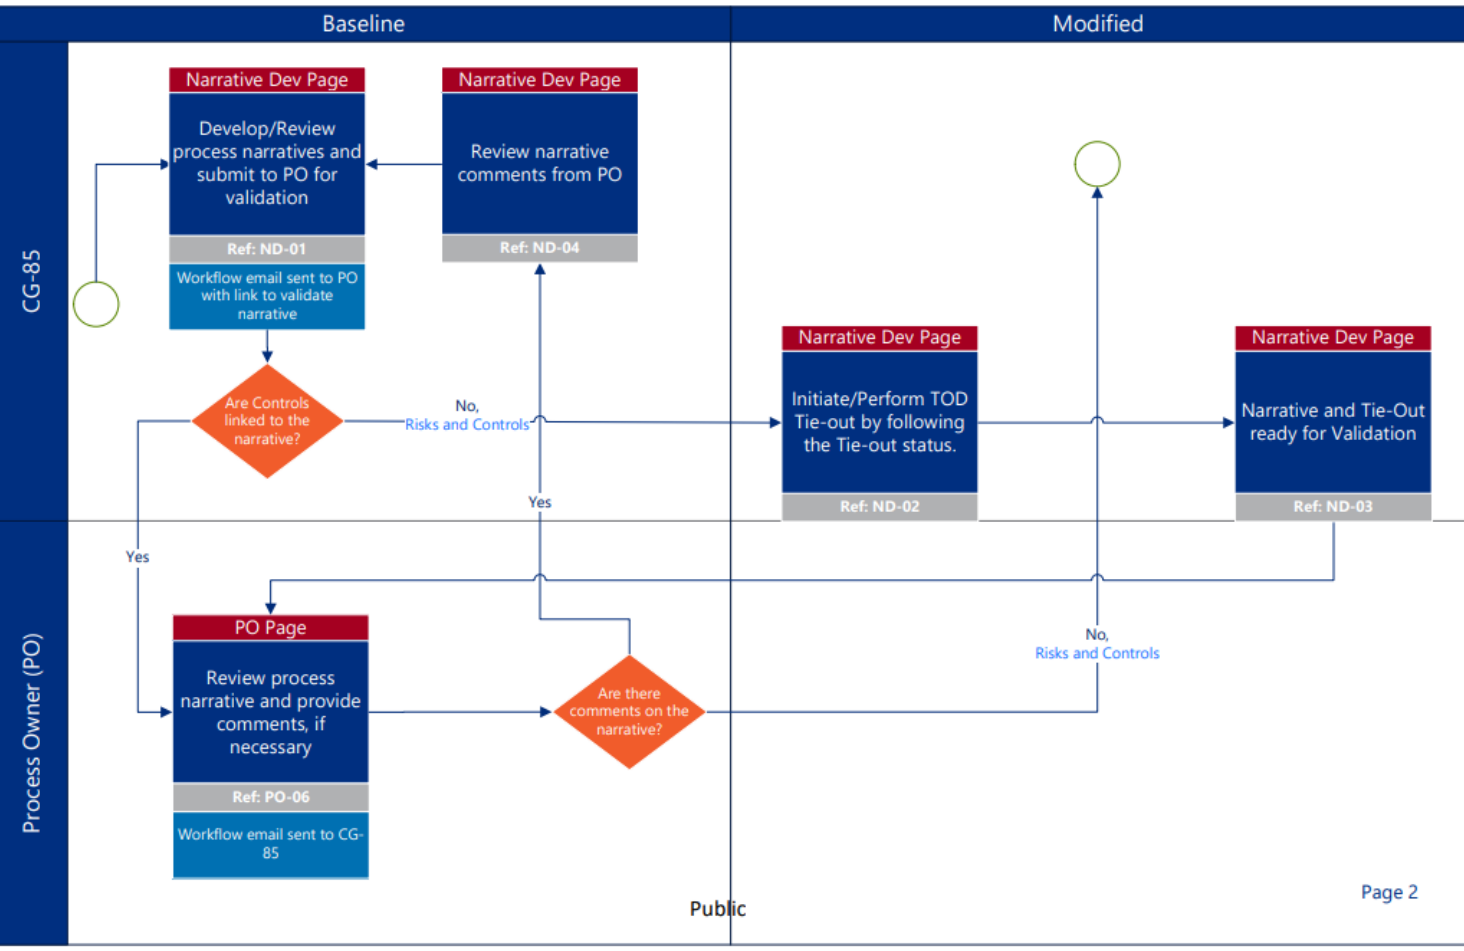 Baseline
Modified
CG-85
Narrative Dev Page
Develop/Review
process narratives and
submit to PO for
validation
Ref: ND-01
Workflow email sent to PO
with link to validate
narrative
Narrative Dev Page
Review narrative
comments from PO
Ref: ND-04
Are Controls
linked to the
narrative?
No,
Risks and Controls
Yes
Yes
Narrative Dev Page
Initiate/Perform TOD
Tie-out by following
the Tie-out status.
Ref: ND-02
Narrative Dev Page
Narrative and Tie-Out
ready for Validation
Ref: ND-03
Process Owner (PO)
PO Page
Review process
narrative and provide
comments, if
necessary
Ref: PO-06
Workflow email sent to CG-
85
Are there
comments on the
narrative?
No,
Risks and Controls
Page 2
Public